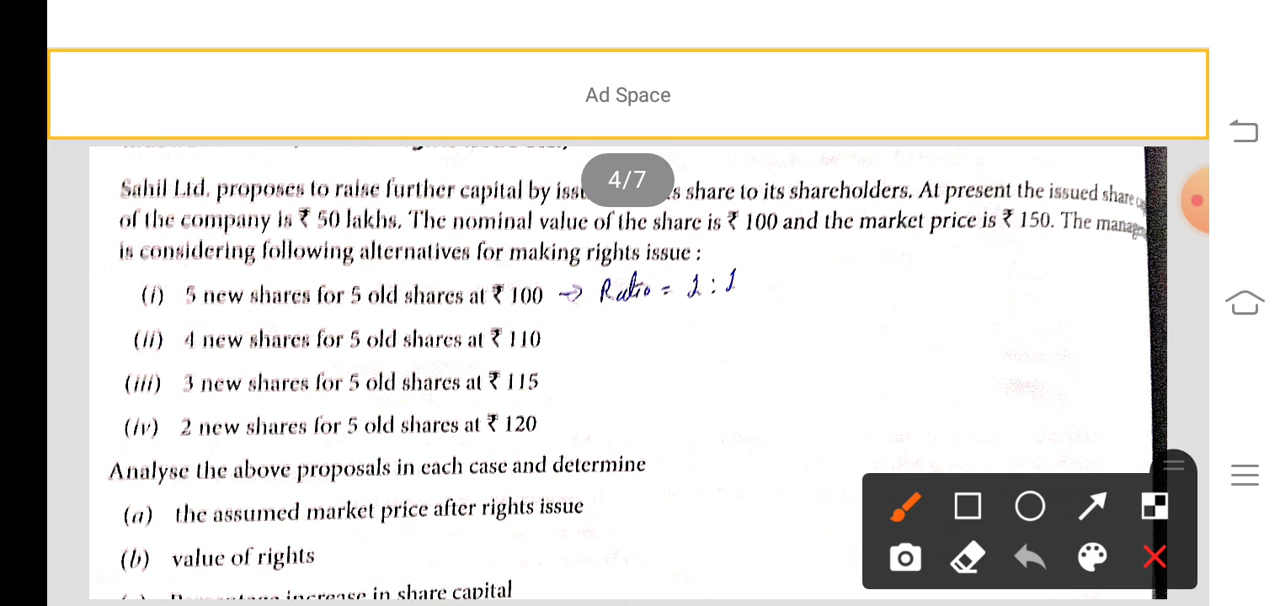 Ad Space
4/7
Sahil Ltd. proposes to raise further capital by share to its shareholders. At present the issued share
of the company is ₹ 50 lakhs. The nominal value of the share is ₹ 100 and the market price is ₹ 150. The
is considering following alternatives for making rights issue :
(i) 5 new shares for 5 old shares at ₹ 100 → Ratio = 1 : 1
(ii) 4 new shares for 5 old shares at ₹ 110
(iii) 3 new shares for 5 old shares at ₹ 115
(iv) 2 new shares for 5 old shares at ₹ 120
Analyse the above proposals in each case and determine
(a) the assumed market price after rights issue
(b) value of rights
increase in share capital